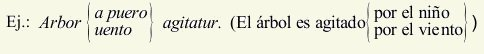 Ej.: Arbor { a puero agitatur. (El árbol es agitado { por el niño )
uento por el viento